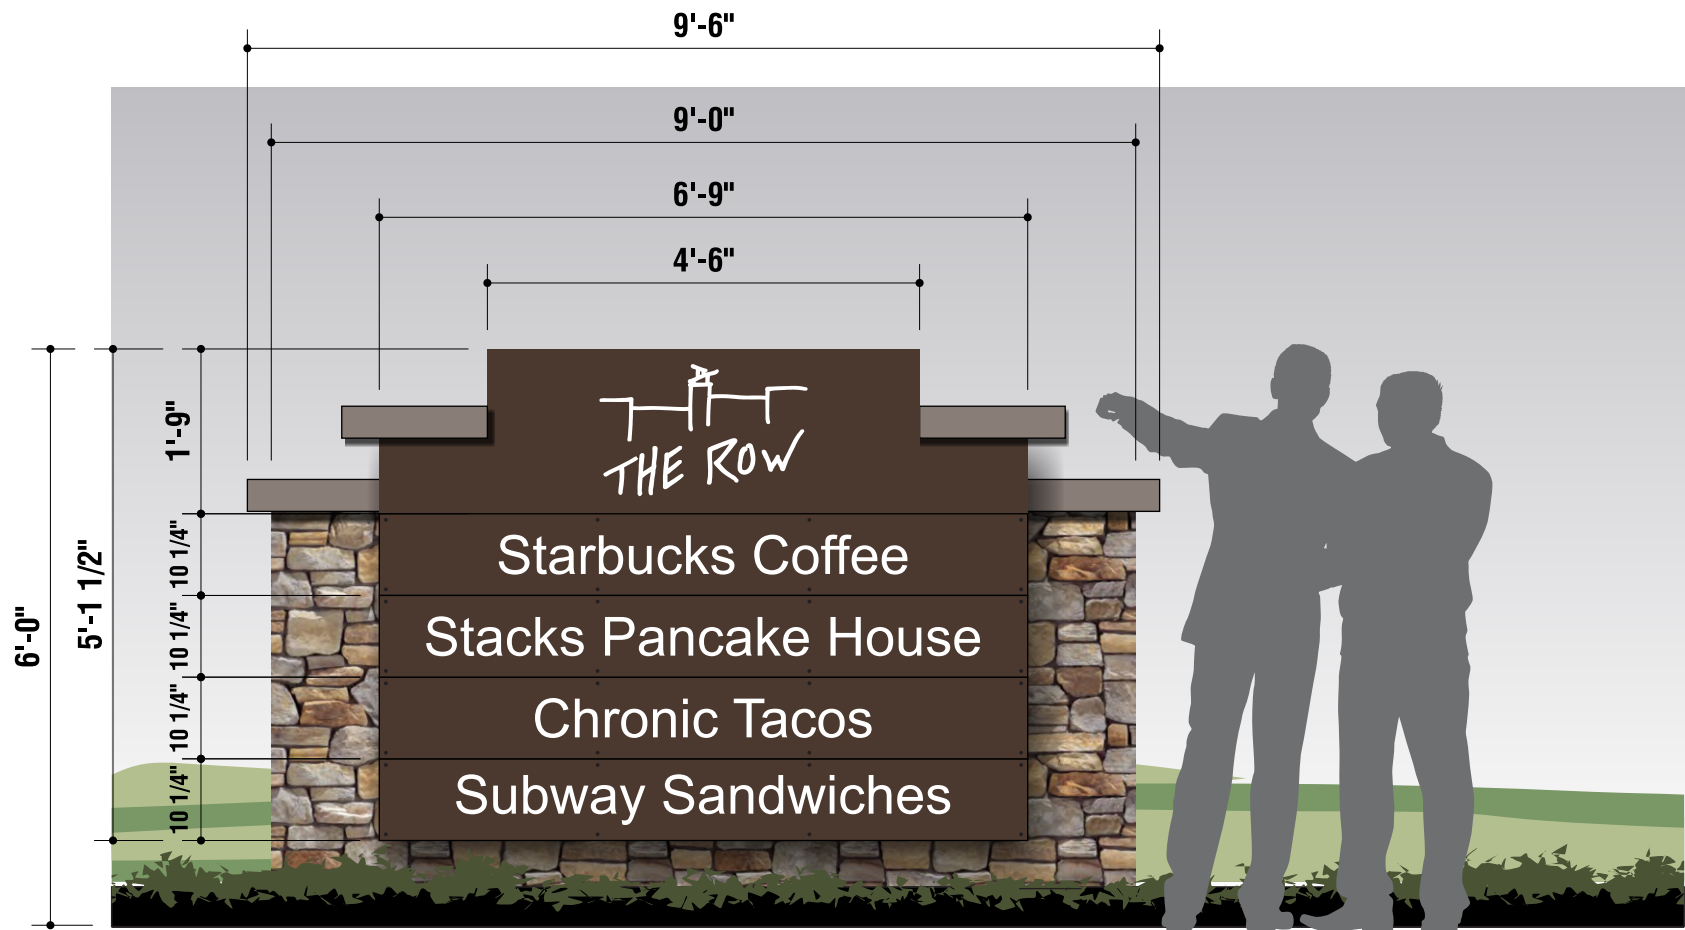 9'-6"
9'-0"
6'-9"
4'-6"
6'-0"
5'-1 1/2"
1'-9"
10 1/4"
10 1/4"
10 1/4"
10 1/4"
THE ROW
Starbucks Coffee
Stacks Pancake House
Chronic Tacos
Subway Sandwiches